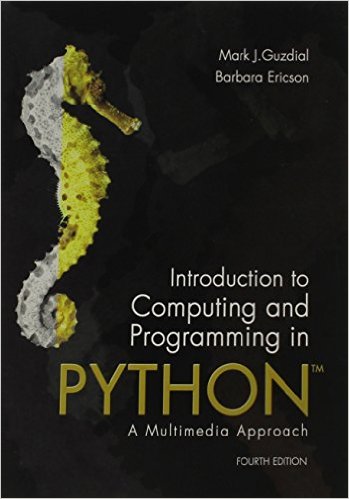 Mark J. Guzdial
Barbara Ericson
Introduction to
Computing and
Programming in
PYTHON™
A Multimedia Approach
FOURTH EDITION